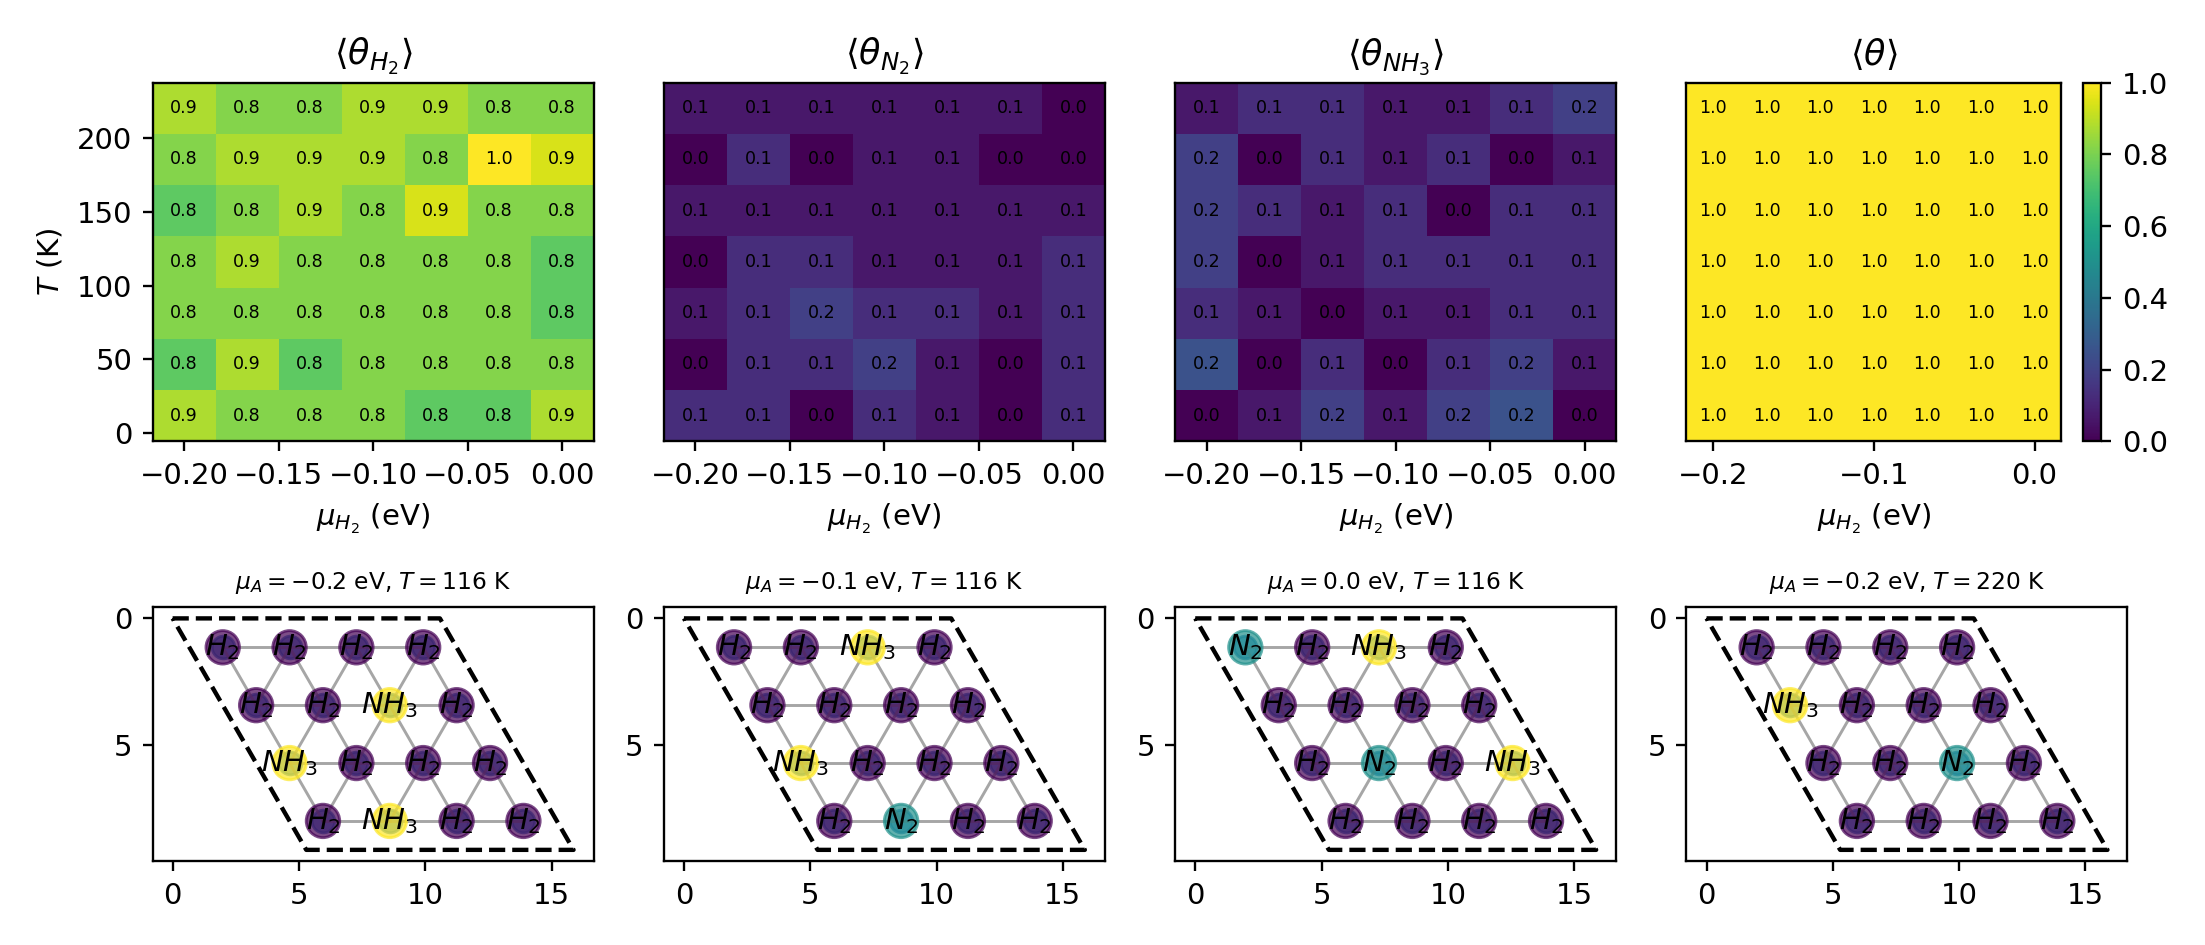 ⟨θ_{H_2}⟩ ⟨θ_{N_2}⟩ ⟨θ_{NH_3}⟩ ⟨θ⟩
0.9 0.8 0.8 0.9 0.9 0.8 0.8 0.1 0.1 0.1 0.1 0.1 0.1 0.0 0.1 0.1 0.1 0.1 0.1 0.1 0.2 1.0 1.0 1.0 1.0 1.0 1.0 1.0 1.0
200 0.8 0.9 0.9 0.9 0.8 1.0 0.9 0.0 0.1 0.0 0.1 0.1 0.0 0.0 0.2 0.0 0.1 0.1 0.1 0.0 0.1 1.0 1.0 1.0 1.0 1.0 1.0 1.0 0.8
150 0.8 0.8 0.9 0.8 0.9 0.8 0.8 0.1 0.1 0.1 0.1 0.1 0.1 0.1 0.2 0.1 0.1 0.1 0.0 0.1 0.1 1.0 1.0 1.0 1.0 1.0 1.0 1.0 0.6
T (K)
0.8 0.9 0.8 0.8 0.8 0.8 0.8 0.0 0.1 0.1 0.1 0.1 0.1 0.1 0.2 0.0 0.1 0.1 0.1 0.1 0.1 1.0 1.0 1.0 1.0 1.0 1.0 1.0
100 0.8 0.8 0.8 0.8 0.8 0.8 0.8 0.1 0.1 0.2 0.1 0.1 0.1 0.1 0.1 0.1 0.0 0.1 0.1 0.1 0.1 1.0 1.0 1.0 1.0 1.0 1.0 1.0 0.4
50 0.8 0.9 0.8 0.8 0.8 0.8 0.8 0.0 0.1 0.1 0.2 0.1 0.0 0.1 0.2 0.0 0.1 0.0 0.1 0.2 0.1 1.0 1.0 1.0 1.0 1.0 1.0 1.0 0.2
0 0.9 0.8 0.8 0.8 0.8 0.8 0.9 0.1 0.1 0.0 0.1 0.1 0.0 0.1 0.0 0.1 0.2 0.1 0.2 0.2 0.0 1.0 1.0 1.0 1.0 1.0 1.0 1.0 0.0
−0.20 −0.15 −0.10 −0.05 0.00 −0.20 −0.15 −0.10 −0.05 0.00 −0.20 −0.15 −0.10 −0.05 0.00 −0.2 −0.1 0.0
μ_{H_2} (eV) μ_{H_2} (eV) μ_{H_2} (eV) μ_{H_2} (eV)
μ_A = −0.2 eV, T = 116 K μ_A = −0.1 eV, T = 116 K μ_A = 0.0 eV, T = 116 K μ_A = −0.2 eV, T = 220 K
0 H_2 H_2 H_2 H_2 0 H_2 H_2 NH_3 H_2 0 N_2 H_2 NH_3 H_2 0 H_2 H_2 H_2 H_2
H_2 H_2 NH_3 H_2 H_2 H_2 H_2 H_2 H_2 H_2 H_2 H_2 NH_3 H_2 H_2 H_2
5 NH_3 H_2 H_2 H_2 5 NH_3 H_2 H_2 H_2 5 H_2 N_2 H_2 NH_3 5 H_2 H_2 N_2 H_2
H_2 NH_3 H_2 H_2 H_2 N_2 H_2 H_2 H_2 H_2 H_2 H_2 H_2 H_2 H_2 H_2
0 5 10 15 0 5 10 15 0 5 10 15 0 5 10 15